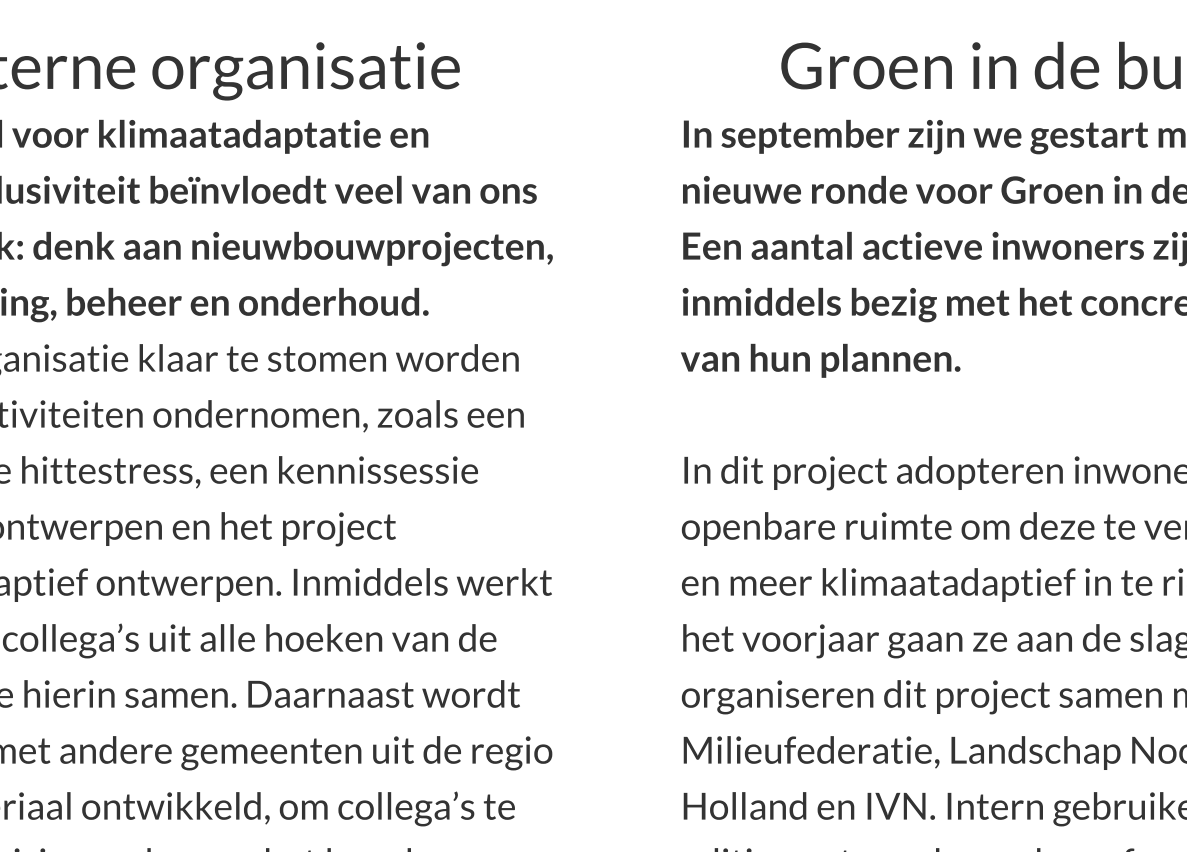 terne organisatie
voor klimaatadaptatie en
lusiviteit beïnvloedt veel van ons
k: denk aan nieuwbouwprojecten,
ing, beheer en onderhoud.
ganisatie klaar te stomen worden
tiviteiten ondernomen, zoals een
e hittestress, een kennissessie
ontwerpen en het project
aptief ontwerpen. Inmiddels werkt
collega's uit alle hoeken van de
e hierin samen. Daarnaast wordt
met andere gemeenten uit de regio
riaal ontwikkeld, om collega's te
Groen in de bu
In september zijn we gestart m
nieuwe ronde voor Groen in de
Een aantal actieve inwoners zij
inmiddels bezig met het concre
van hun plannen.
In dit project adopteren inwone
openbare ruimte om deze te ver
en meer klimaatadaptief in te ri
het voorjaar gaan ze aan de slag
organiseren dit project samen m
Milieufederatie, Landschap Noo
Holland en IVN. Intern gebruike